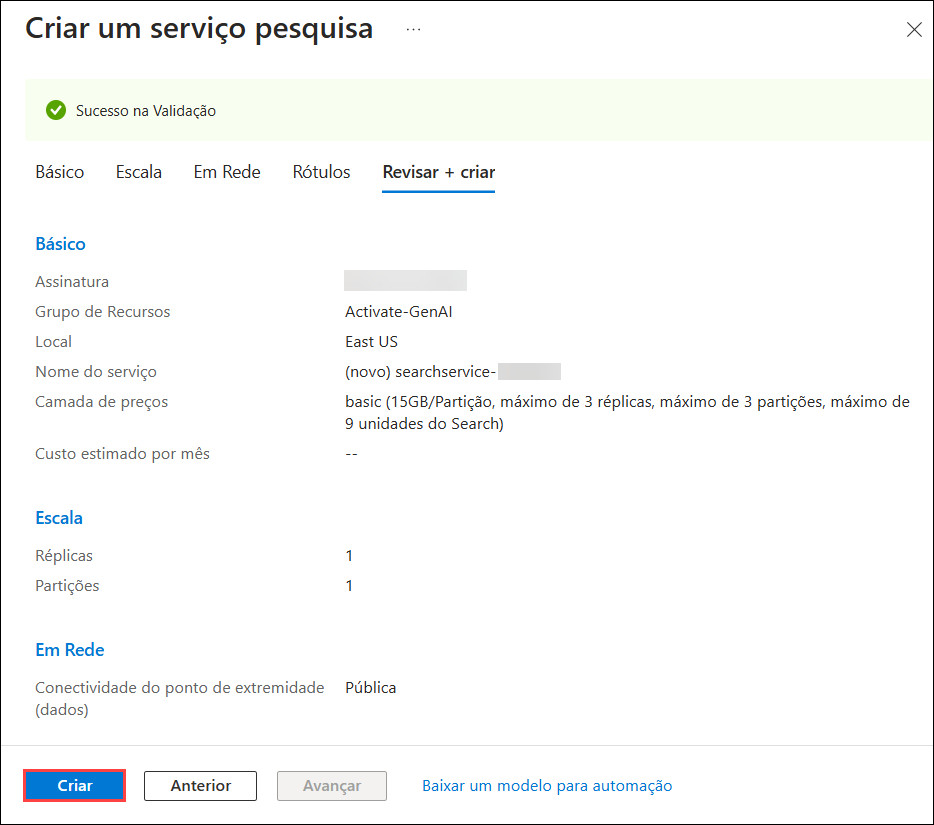 Criar um serviço pesquisa ...
Sucesso na Validação
Básico Escala Em Rede Rótulos Revisar + criar
Básico
Assinatura
Grupo de Recursos Activate-GenAI
Local East US
Nome do serviço (novo) searchservice-
Camada de preços basic (15GB/Partição, máximo de 3 réplicas, máximo de 3 partições, máximo de
9 unidades do Search)
Custo estimado por mês --
Escala
Réplicas 1
Partições 1
Em Rede
Conectividade do ponto de extremidade Pública
(dados)
Criar Anterior Avançar Baixar um modelo para automação